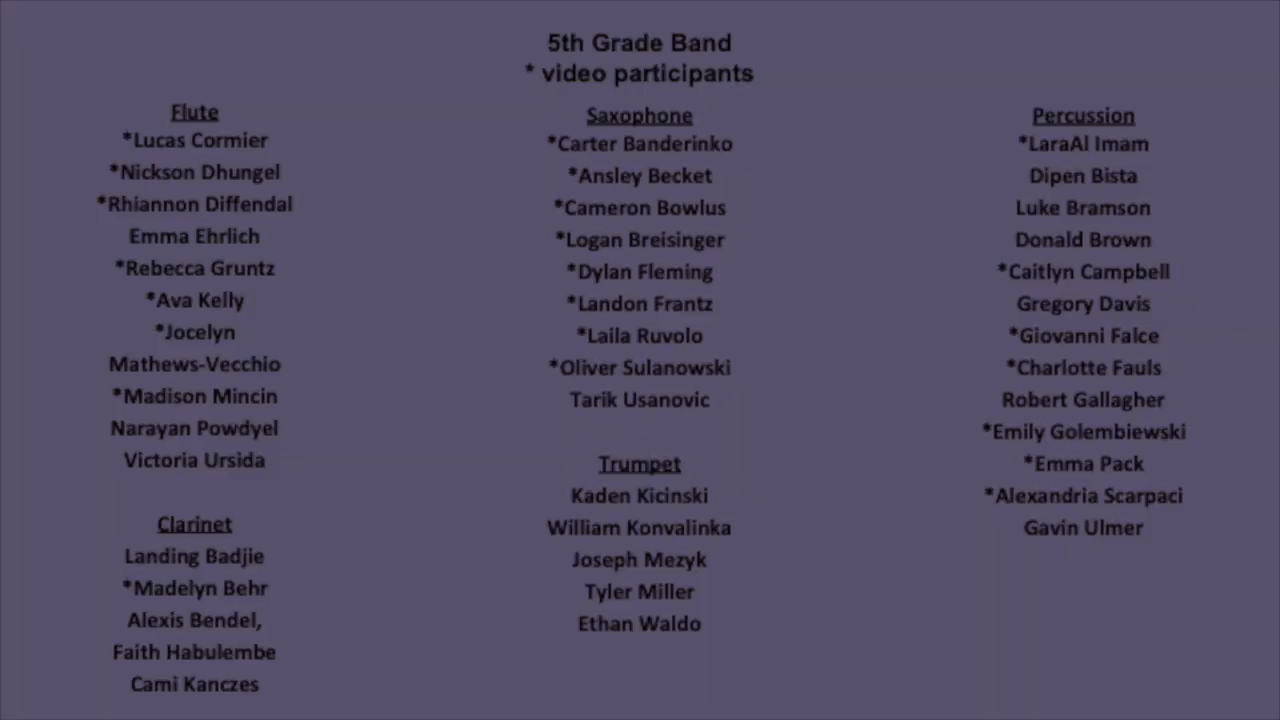 5th Grade Band
* video participants
Flute
*Lucas Cormier
*Nickson Dhungel
*Rhiannon Diffendal
Emma Ehrlich
*Rebecca Gruntz
*Ava Kelly
*Jocelyn
Mathews-Vecchio
*Madison Mincin
Narayan Powdyel
Victoria Ursida
Clarinet
Landing Badjie
*Madelyn Behr
Alexis Bendel,
Faith Habulembe
Cami Kanczes
Saxophone
*Carter Banderinko
*Ansley Becket
*Cameron Bowlus
*Logan Breisinger
*Dylan Fleming
*Landon Frantz
*Laila Ruvolo
*Oliver Sulanowski
Tarik Usanovic
Trumpet
Kaden Kicinski
William Konvalinka
Joseph Mezyk
Tyler Miller
Ethan Waldo
Percussion
*LaraAl Imam
Dipen Bista
Luke Bramson
Donald Brown
*Caitlyn Campbell
Gregory Davis
*Giovanni Falce
*Charlotte Fauls
Robert Gallagher
*Emily Golembiewski
*Emma Pack
*Alexandria Scarpaci
Gavin Ulmer